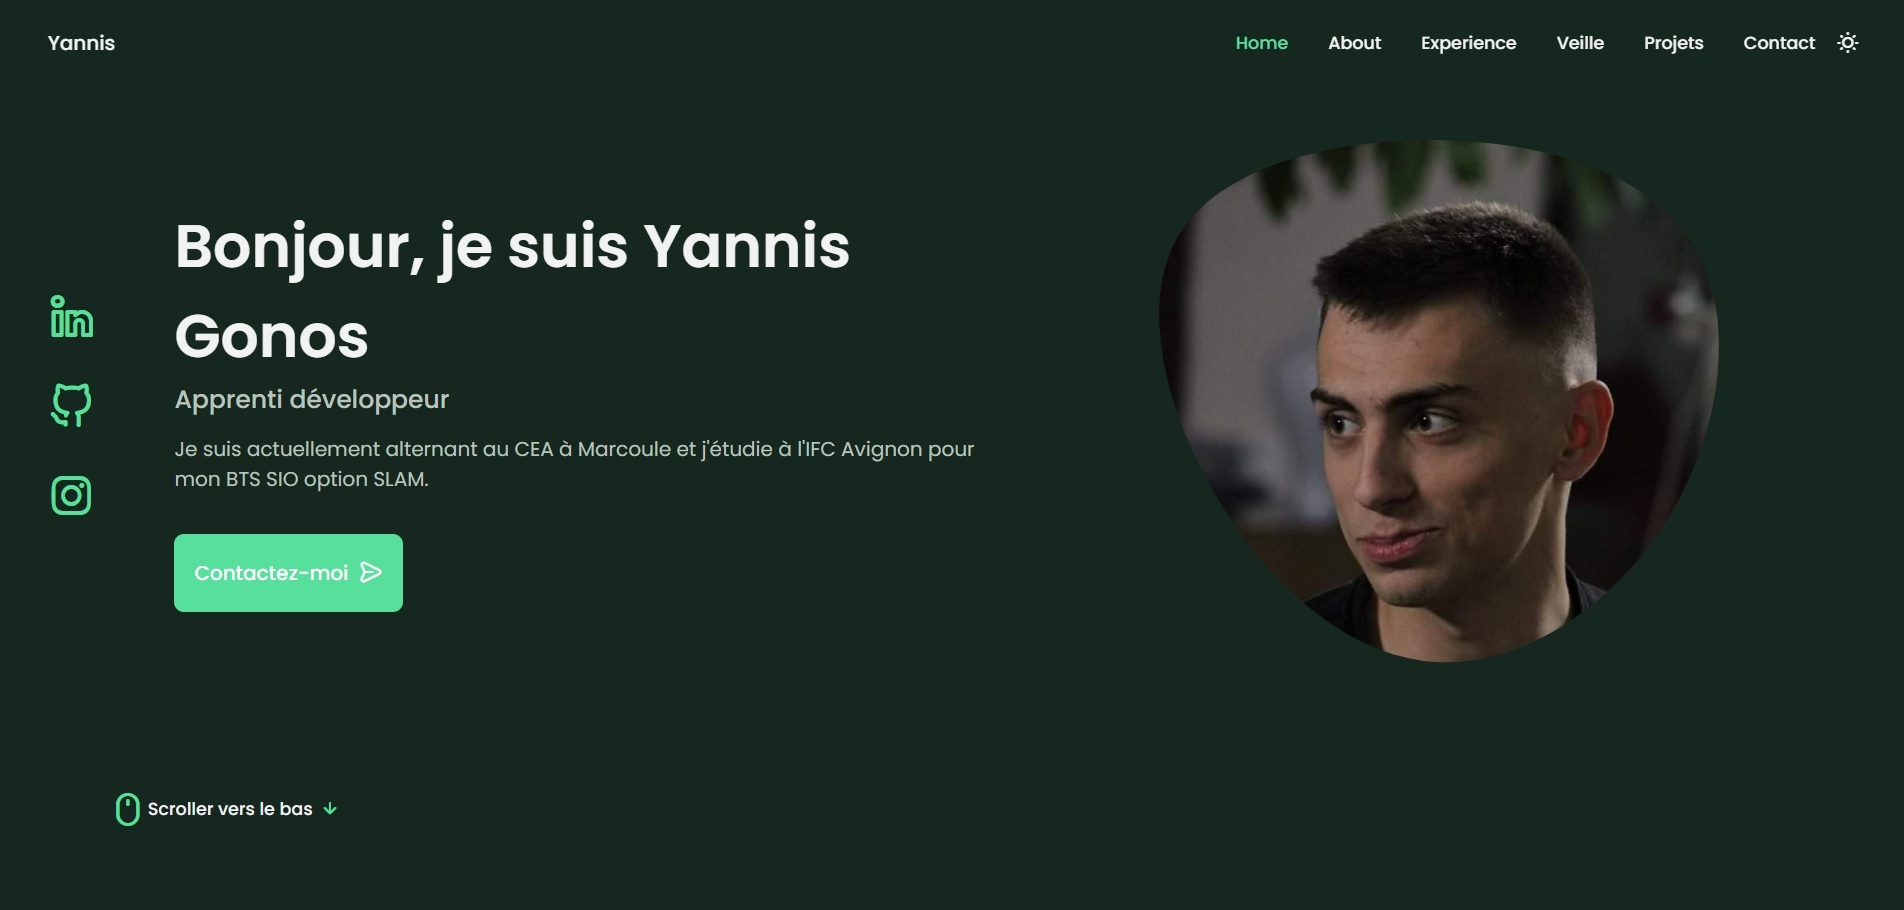 Yannis
Home About Experience Veille Projets Contact
Bonjour, je suis Yannis
Gonos
Apprenti développeur
Je suis actuellement alternant au CEA à Marcoule et j'étudie à l'IFC Avignon pour
mon BTS SIO option SLAM.
Contactez-moi
Scroller vers le bas